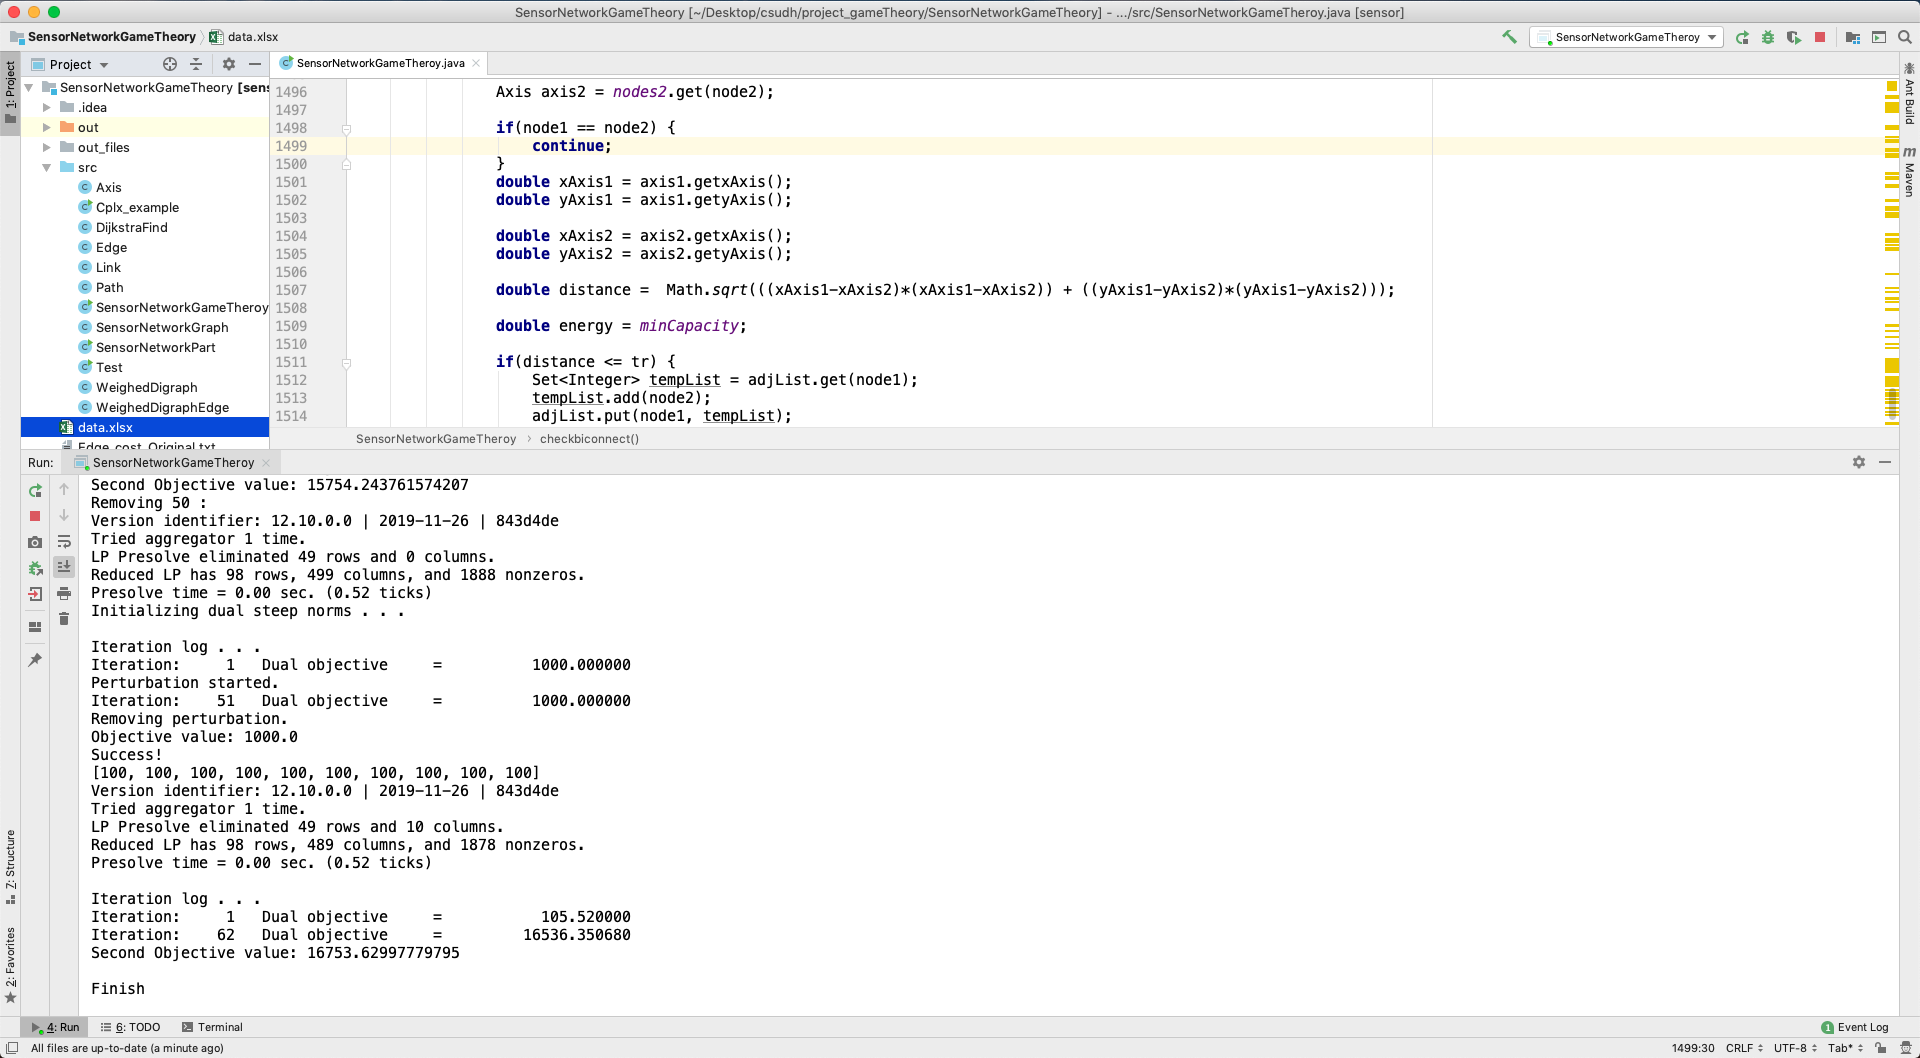 SensorNetworkGameTheory [~/Desktop/csudh/project_gameTheory/SensorNetworkGameTheory] - .../src/SensorNetworkGameTheroy.java [sensor]
SensorNetworkGameTheory
data.xlsx
SensorNetworkGameTheroy
1: Project
Project
SensorNetworkGameTheory [sens
.idea
out
out_files
src
Axis
Cplx_example
DijkstraFind
Edge
Link
Path
SensorNetworkGameTheroy
SensorNetworkGraph
SensorNetworkPart
Test
WeighedDigraph
WeighedDigraphEdge
data.xlsx
Edge_cost_Original.txt
SensorNetworkGameTheroy.java
1496 Axis axis2 = nodes2.get(node2);
1497
1498 if(node1 == node2) {
1499 continue;
1500 }
1501 double xAxis1 = axis1.getxAxis();
1502 double yAxis1 = axis1.getyAxis();
1503
1504 double xAxis2 = axis2.getxAxis();
1505 double yAxis2 = axis2.getyAxis();
1506
1507 double distance =  Math.sqrt(((xAxis1-xAxis2)*(xAxis1-xAxis2)) + ((yAxis1-yAxis2)*(yAxis1-yAxis2)));
1508
1509 double energy = minCapacity;
1510
1511 if(distance <= tr) {
1512 Set<Integer> tempList = adjList.get(node1);
1513 tempList.add(node2);
1514 adjList.put(node1, tempList);
SensorNetworkGameTheroy › checkbiconnect()
Ant Build
m Maven
Run: SensorNetworkGameTheroy
Second Objective value: 15754.243761574207
Removing 50 :
Version identifier: 12.10.0.0 | 2019-11-26 | 843d4de
Tried aggregator 1 time.
LP Presolve eliminated 49 rows and 0 columns.
Reduced LP has 98 rows, 499 columns, and 1888 nonzeros.
Presolve time = 0.00 sec. (0.52 ticks)
Initializing dual steep norms . . .
Iteration log . . .
Iteration:     1   Dual objective     =          1000.000000
Perturbation started.
Iteration:    51   Dual objective     =          1000.000000
Removing perturbation.
Objective value: 1000.0
Success!
[100, 100, 100, 100, 100, 100, 100, 100, 100, 100]
Version identifier: 12.10.0.0 | 2019-11-26 | 843d4de
Tried aggregator 1 time.
LP Presolve eliminated 49 rows and 10 columns.
Reduced LP has 98 rows, 489 columns, and 1878 nonzeros.
Presolve time = 0.00 sec. (0.52 ticks)
Iteration log . . .
Iteration:     1   Dual objective     =           105.520000
Iteration:    62   Dual objective     =         16536.350680
Second Objective value: 16753.62997779795
Finish
Z: Structure
2: Favorites
4: Run
6: TODO
Terminal
1 Event Log
All files are up-to-date (a minute ago)
1499:30 CRLF UTF-8 Tab*